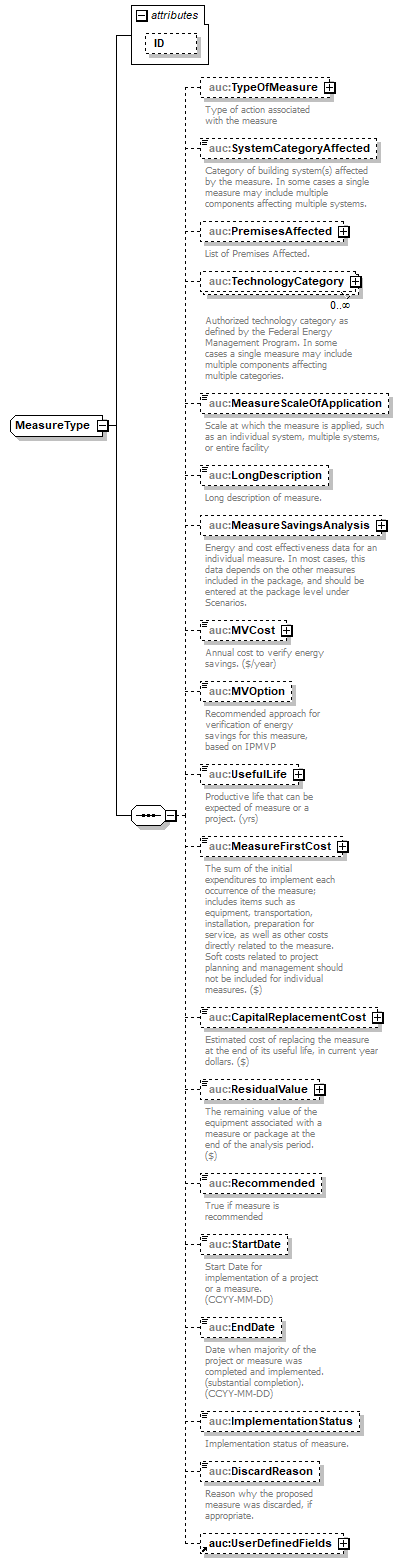 attributes
ID
auc:TypeOfMeasure
Type of action associated
with the measure
auc:SystemCategoryAffected
Category of building system(s) affected
by the measure. In some cases a single
measure may include multiple
components affecting multiple systems.
auc:PremisesAffected
List of Premises Affected.
auc:TechnologyCategory
0..∞
Authorized technology category as
defined by the Federal Energy
Management Program. In some
cases a single measure may include
multiple components affecting
multiple categories.
auc:MeasureScaleOfApplication
Scale at which the measure is applied, such
as an individual system, multiple systems,
or entire facility
MeasureType
auc:LongDescription
Long description of measure.
auc:MeasureSavingsAnalysis
Energy and cost effectiveness data for an
individual measure. In most cases, this
data depends on the other measures
included in the package, and should be
entered at the package level under
Scenarios.
auc:MVCost
Annual cost to verify energy
savings. ($/year)
auc:MVOption
Recommended approach for
verification of energy
savings for this measure,
based on IPMVP
auc:UsefulLife
Productive life that can be
expected of measure or a
project. (yrs)
auc:MeasureFirstCost
The sum of the initial
expenditures to implement each
occurrence of the measure;
includes items such as
equipment, transportation,
installation, preparation for
service, as well as other costs
directly related to the measure.
Soft costs related to project
planning and management should
not be included for individual
measures. ($)
auc:CapitalReplacementCost
Estimated cost of replacing the measure
at the end of its useful life, in current year
dollars. ($)
auc:ResidualValue
The remaining value of the
equipment associated with a
measure or package at the
end of the analysis period.
($)
auc:Recommended
True if measure is
recommended
auc:StartDate
Start Date for
implementation of a project
or a measure.
(CCYY-MM-DD)
auc:EndDate
Date when majority of the
project or measure was
completed and implemented.
(substantial completion).
(CCYY-MM-DD)
auc:ImplementationStatus
Implementation status of measure.
auc:DiscardReason
Reason why the proposed
measure was discarded, if
appropriate.
auc:UserDefinedFields